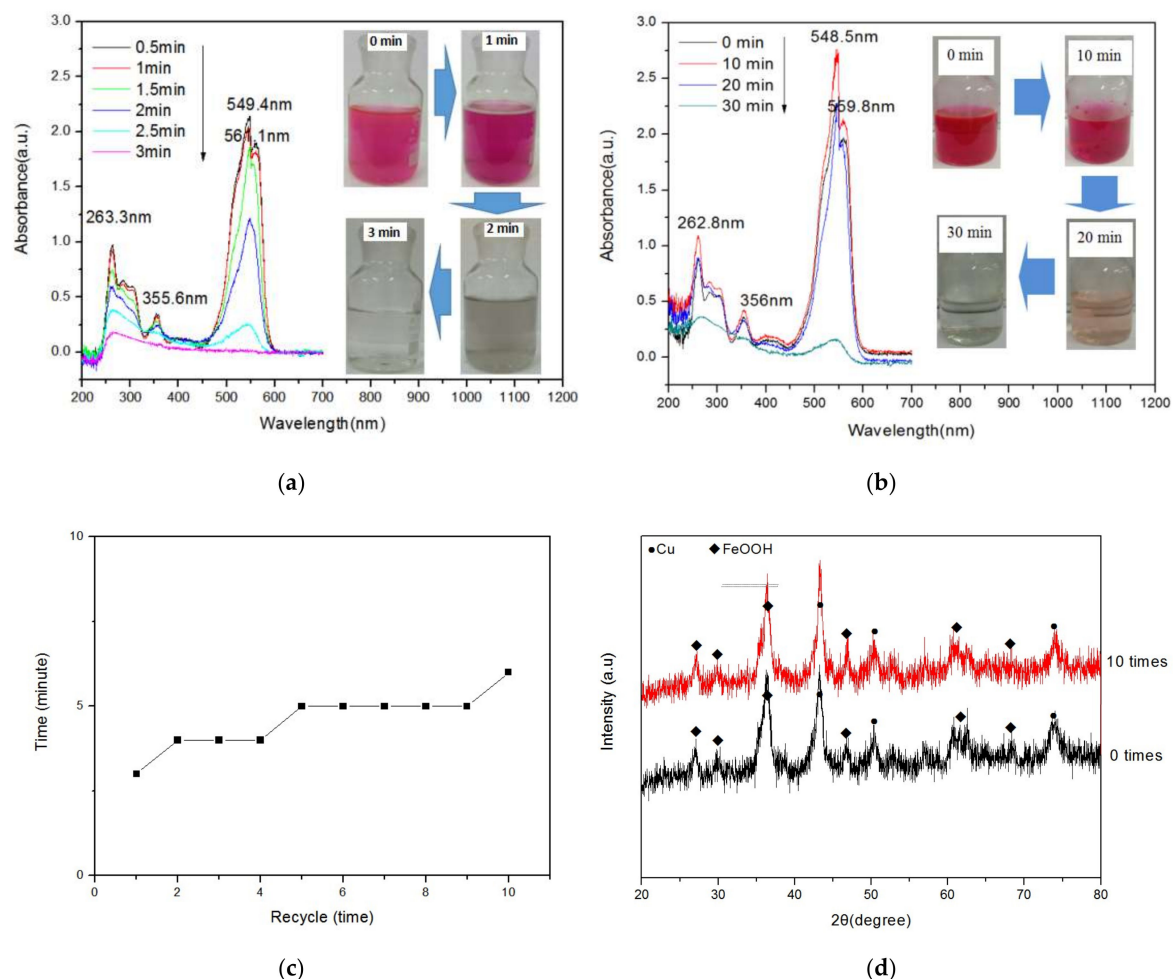 3.0
2.5
2.0
1.5
1.0
0.5
0.0
Absorbance(a.u.)
0.5min
1min
1.5min
2min
2.5min
3min
549.4nm
263.3nm
355.6nm
0 min
1 min
3 min
2 min
200 300 400 500 600 700 800 900 1000 1100 1200
Wavelength(nm)
(a)
3.0
2.5
2.0
1.5
1.0
0.5
0.0
Absorbance(a.u.)
0 min
10 min
20 min
30 min
548.5nm
559.8nm
262.8nm
356nm
0 min
10 min
30 min
20 min
200 300 400 500 600 700 800 900 1000 1100 1200
Wavelength(nm)
(b)
10
5
0
Time (minute)
0 2 4 6 8 10
Recycle (time)
(c)
Cu FeOOH
10 times
0 times
Intensity (a.u)
20 30 40 50 60 70 80
2θ(degree)
(d)